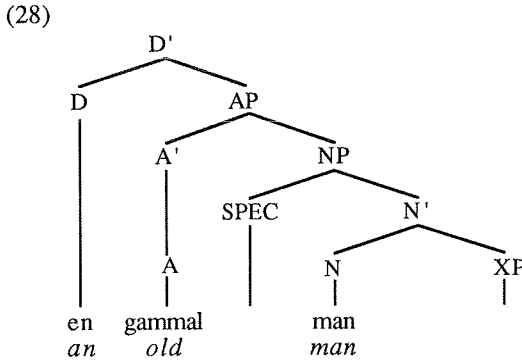 (28)
D'
D AP
A' NP
SPEC N'
A N XP
en gammal man
an old man